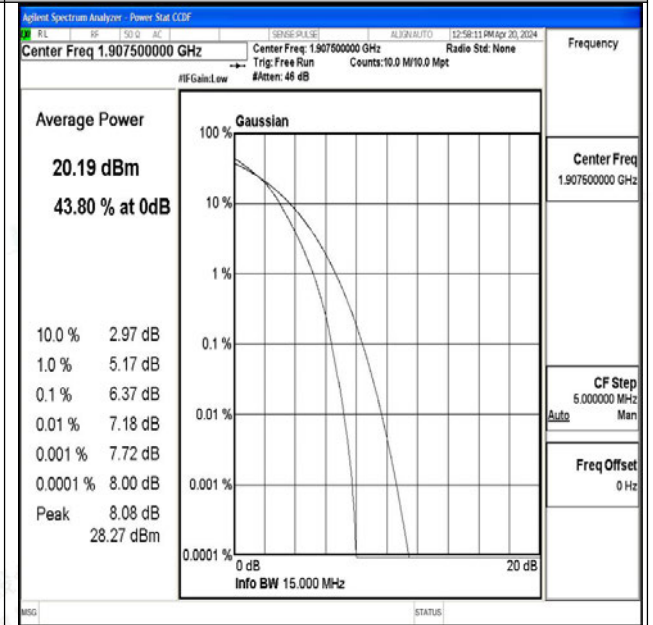 Agilent Spectrum Analyzer - Power Stat CCDF
RL RF 50 Ω AC SENSE:PULSE ALIGN AUTO 12:58:11 PM Apr 20, 2024
Center Freq 1.907500000 GHz
Center Freq: 1.907500000 GHz Radio Std: None
Trig: Free Run Counts:10.0 M/10.0 Mpt
#IFGain:Low #Atten: 46 dB
Average Power
20.19 dBm
43.80 % at 0dB
10.0 % 2.97 dB
1.0 % 5.17 dB
0.1 % 6.37 dB
0.01 % 7.18 dB
0.001 % 7.72 dB
0.0001 % 8.00 dB
Peak 8.08 dB
28.27 dBm
Gaussian
100 %
10 %
1 %
0.1 %
0.01 %
0.001 %
0.0001 %
0 dB 20 dB
Info BW 15.000 MHz
Frequency
Center Freq
1.907500000 GHz
CF Step
5.000000 MHz
Auto Man
Freq Offset
0 Hz
MSG STATUS